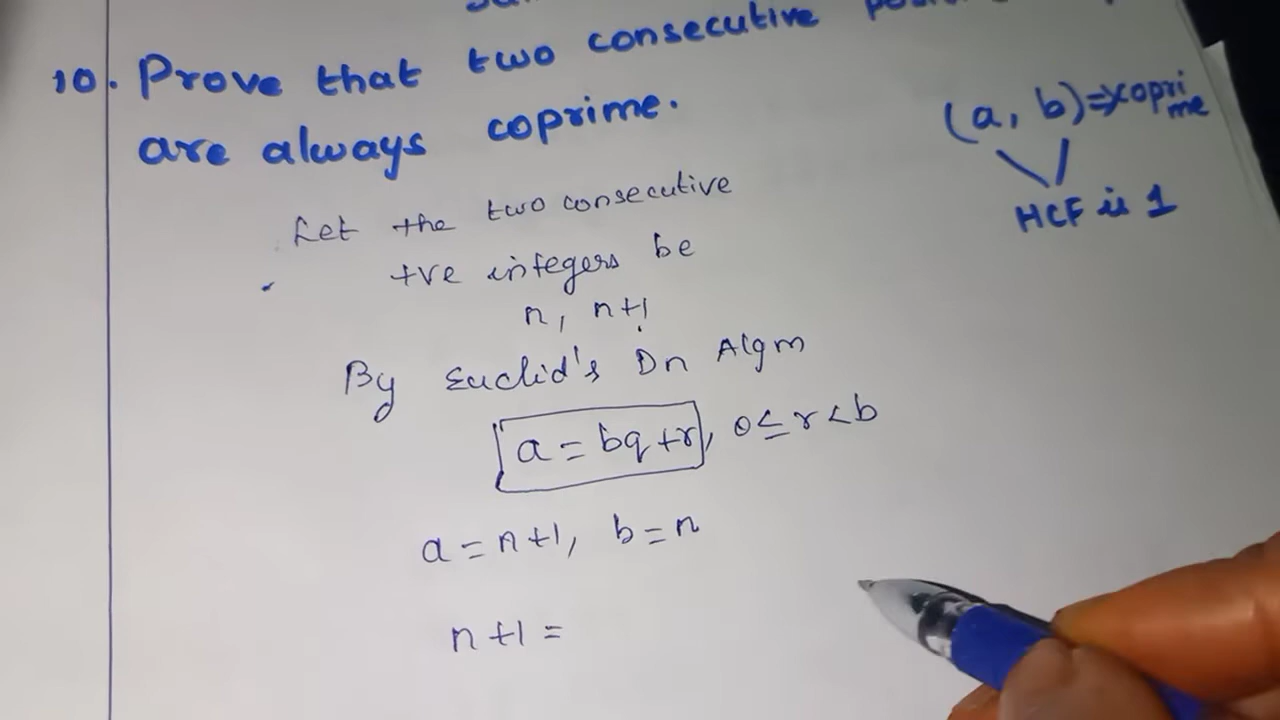 10. Prove that two consecutive
are always coprime.
(a, b) => coprime
HCF is 1
Let the two consecutive
+ve integers be
n, n+1
By Euclid's Dn Algm
a = bq + r, 0 ≤ r < b
a = n+1, b = n
n+1 =